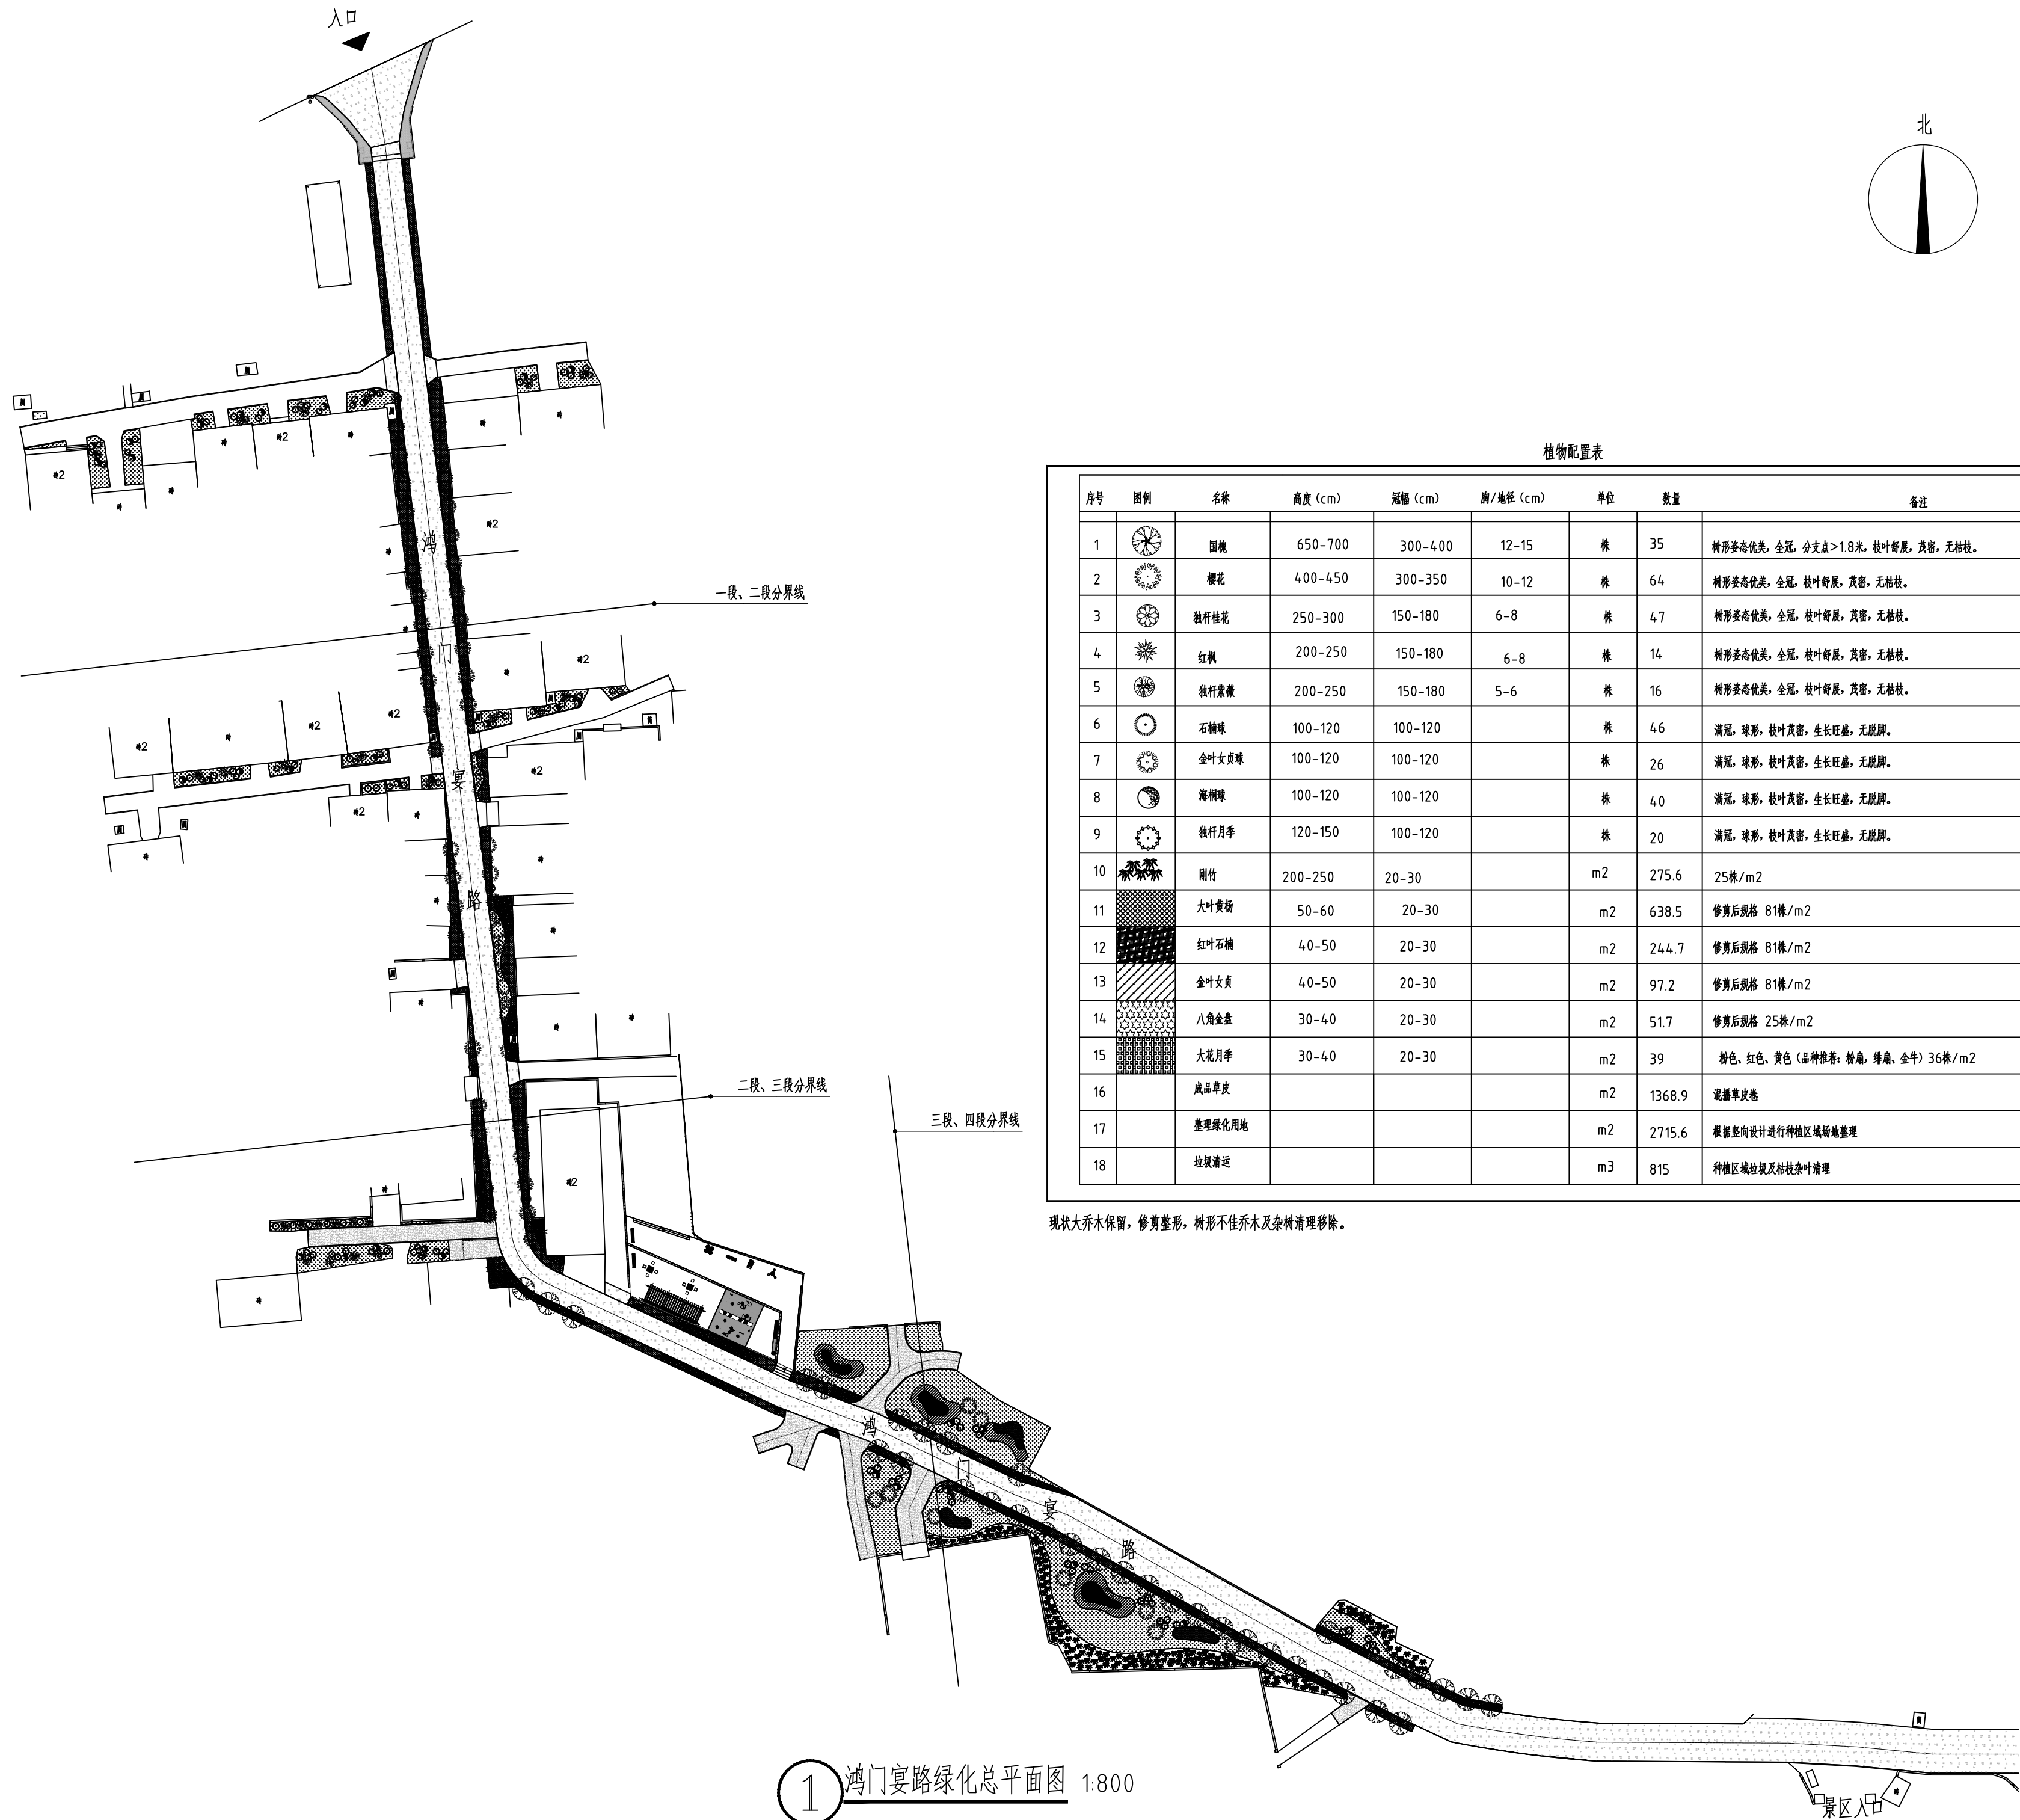 入口
北
植物配置表
序号 图例 名称 高度(cm) 冠幅(cm) 胸/地径(cm) 单位 数量 备注
1 国槐 650-700 300-400 12-15 株 35 树形姿态优美,全冠,分支点>1.8米,枝叶舒展,茂密,无枯枝。
2 樱花 400-450 300-350 10-12 株 64 树形姿态优美,全冠,枝叶舒展,茂密,无枯枝。
3 独杆桂花 250-300 150-180 6-8 株 47 树形姿态优美,全冠,枝叶舒展,茂密,无枯枝。
4 红枫 200-250 150-180 6-8 株 14 树形姿态优美,全冠,枝叶舒展,茂密,无枯枝。
5 独杆紫薇 200-250 150-180 5-6 株 16 树形姿态优美,全冠,枝叶舒展,茂密,无枯枝。
6 石楠球 100-120 100-120 株 46 满冠,球形,枝叶茂密,生长旺盛,无脱脚。
7 金叶女贞球 100-120 100-120 株 26 满冠,球形,枝叶茂密,生长旺盛,无脱脚。
8 海桐球 100-120 100-120 株 40 满冠,球形,枝叶茂密,生长旺盛,无脱脚。
9 独杆月季 120-150 100-120 株 20 满冠,球形,枝叶茂密,生长旺盛,无脱脚。
10 刚竹 200-250 20-30 m2 275.6 25株/m2
11 大叶黄杨 50-60 20-30 m2 638.5 修剪后规格 81株/m2
12 红叶石楠 40-50 20-30 m2 244.7 修剪后规格 81株/m2
13 金叶女贞 40-50 20-30 m2 97.2 修剪后规格 81株/m2
14 八角金盘 30-40 20-30 m2 51.7 修剪后规格 25株/m2
15 大花月季 30-40 20-30 m2 39 粉色、红色、黄色(品种推荐:粉扇,绯扇、金牛)36株/m2
16 成品草皮 m2 1368.9 混播草皮卷
17 整理绿化用地 m2 2715.6 根据竖向设计进行种植区域场地整理
18 垃圾清运 m3 815 种植区域垃圾及枯枝杂叶清理
现状大乔木保留,修剪整形,树形不佳乔木及杂树清理移除。
一段、二段分界线
二段、三段分界线
三段、四段分界线
鸿
门
宴
路
鸿
门
宴
路
景区入口
1 鸿门宴路绿化总平面图 1:800